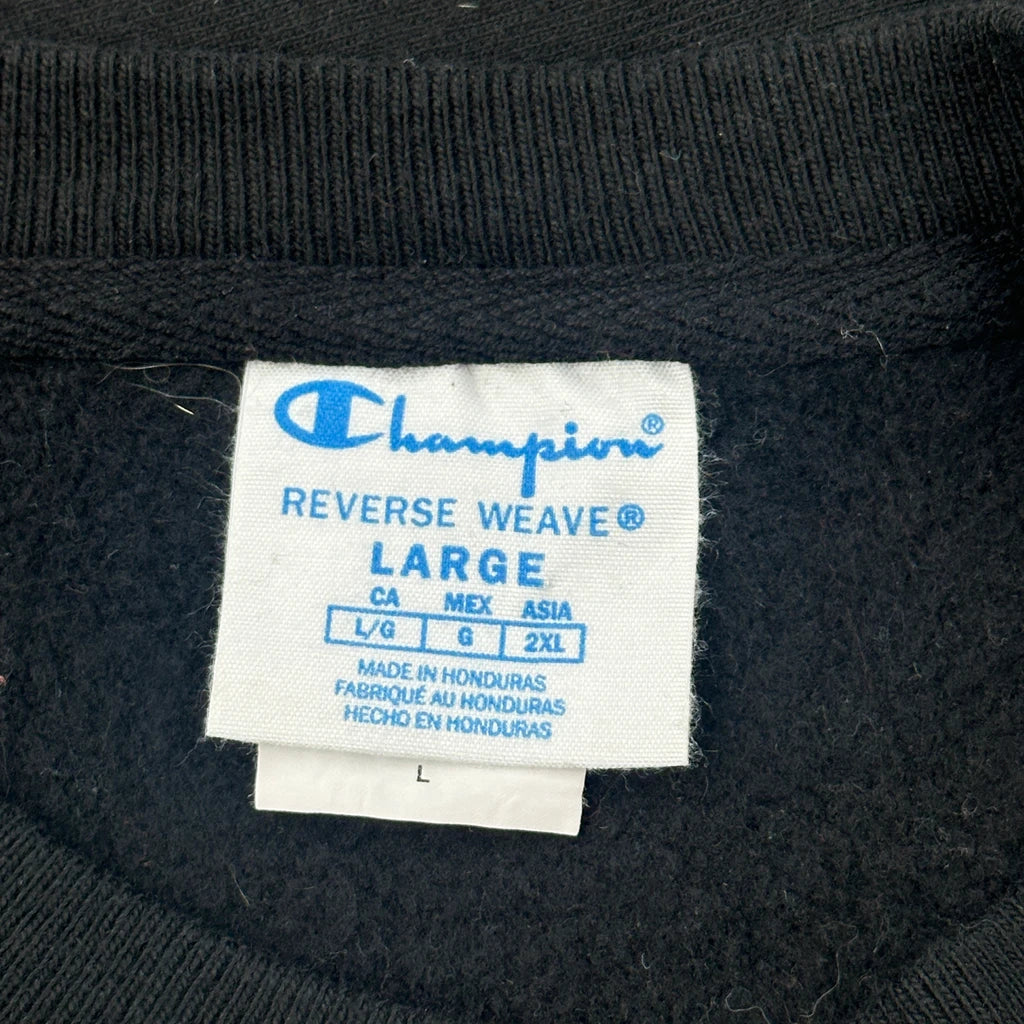 Champion®
REVERSE WEAVE®
LARGE
CA MEX ASIA
L/G G 2XL
MADE IN HONDURAS
FABRIQUÉ AU HONDURAS
HECHO EN HONDURAS
L